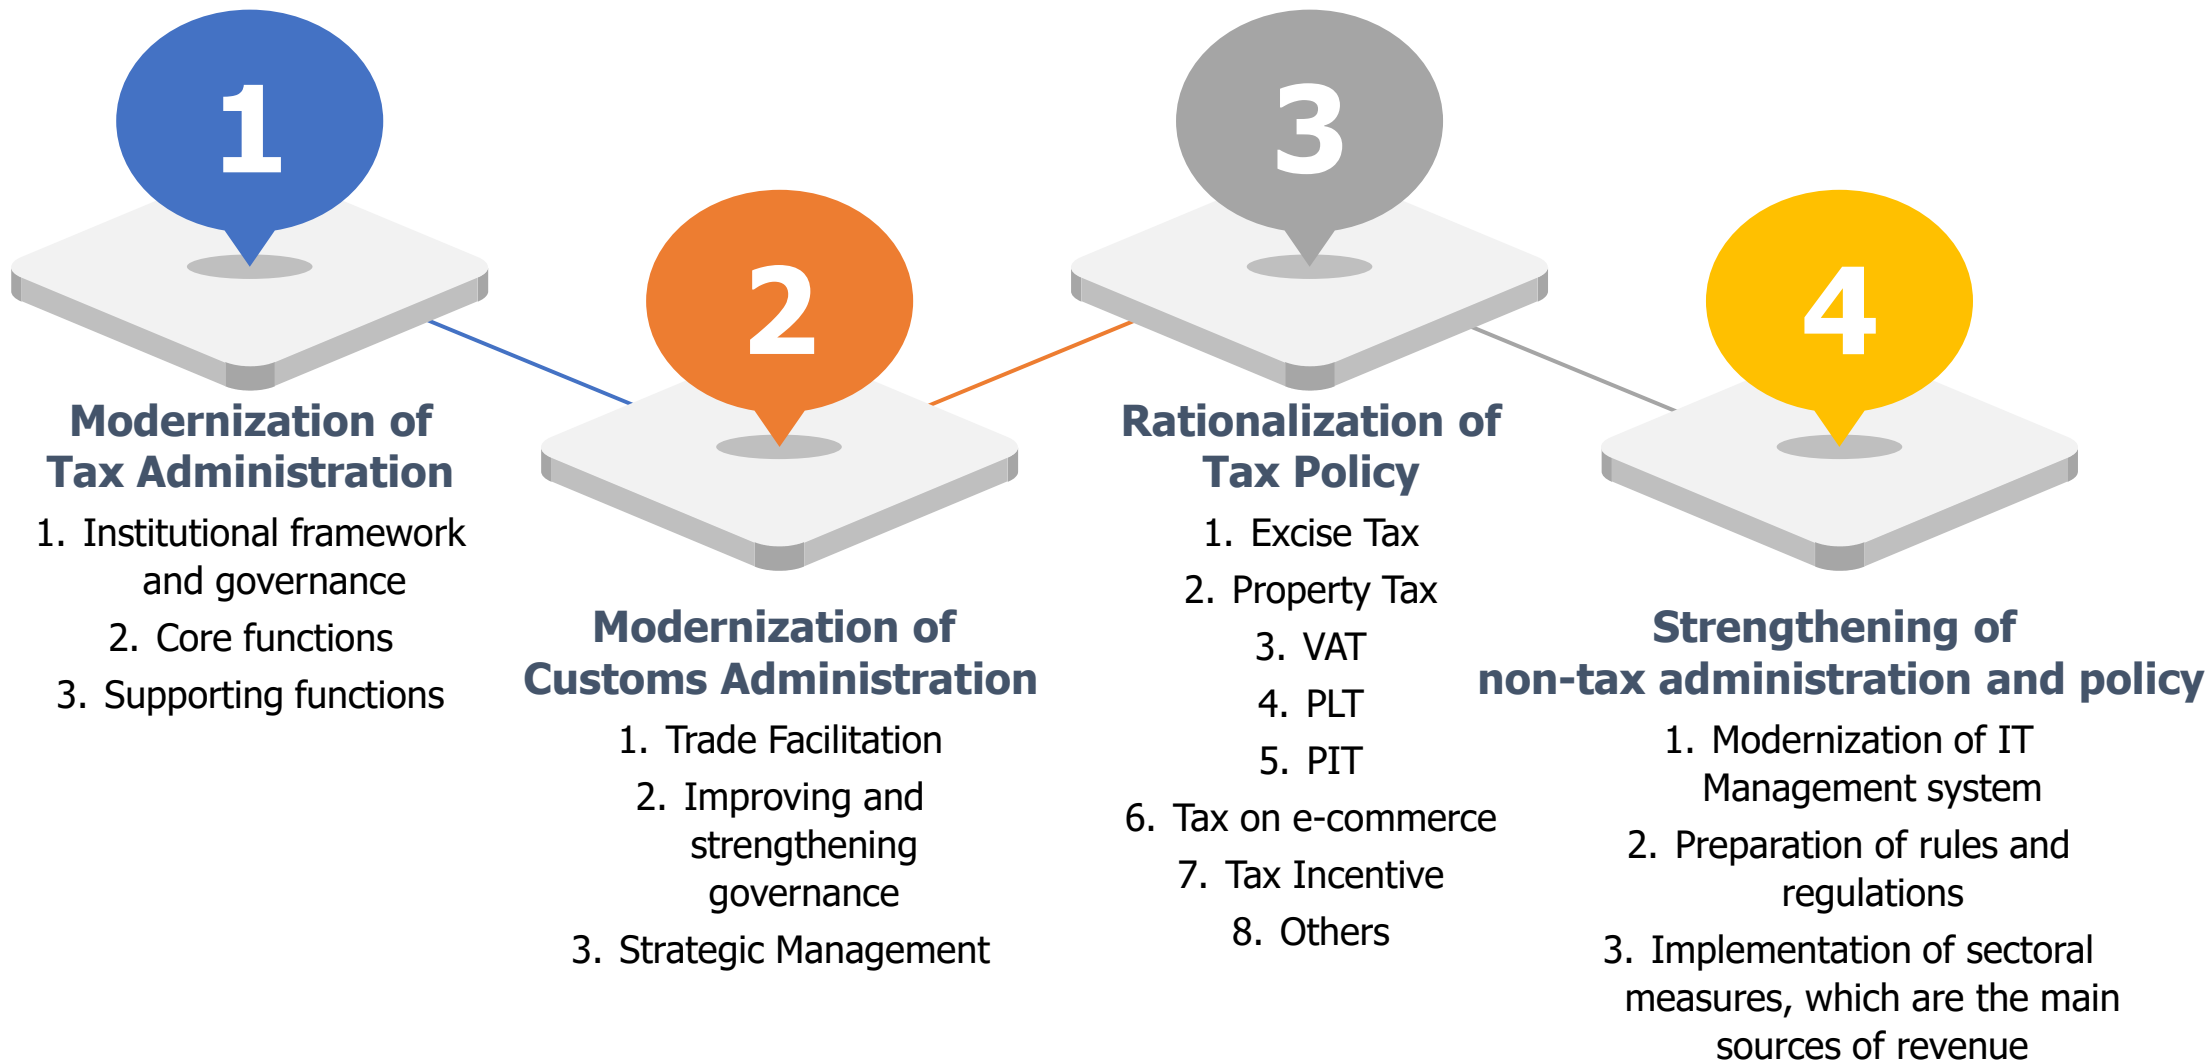 1
Modernization of
Tax Administration
1. Institutional framework
and governance
2. Core functions
3. Supporting functions
2
Modernization of
Customs Administration
1. Trade Facilitation
2. Improving and
strengthening
governance
3. Strategic Management
3
Rationalization of
Tax Policy
1. Excise Tax
2. Property Tax
3. VAT
4. PLT
5. PIT
6. Tax on e-commerce
7. Tax Incentive
8. Others
4
Strengthening of
non-tax administration and policy
1. Modernization of IT
Management system
2. Preparation of rules and
regulations
3. Implementation of sectoral
measures, which are the main
sources of revenue